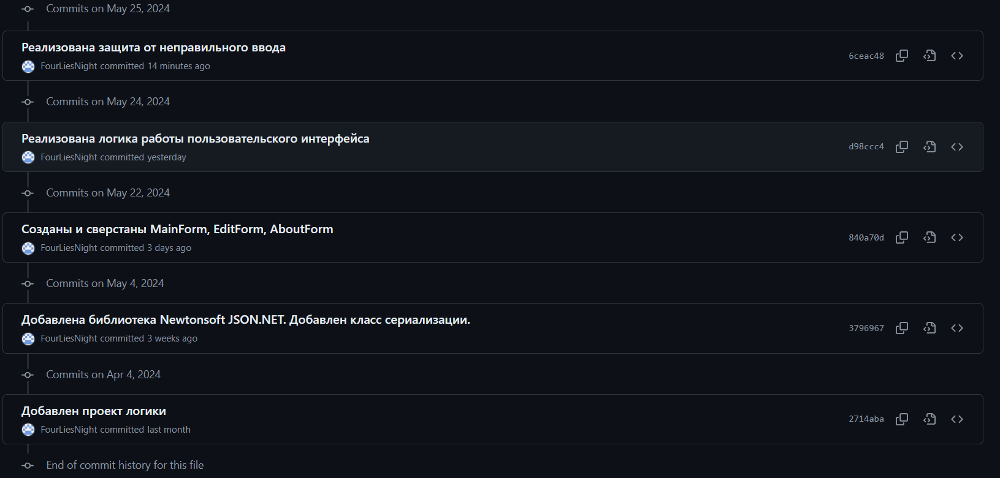 Commits on May 25, 2024
Реализована защита от неправильного ввода
FourLiesNight committed 14 minutes ago
6ceac48
Commits on May 24, 2024
Реализована логика работы пользовательского интерфейса
FourLiesNight committed yesterday
d98ccc4
Commits on May 22, 2024
Созданы и сверстаны MainForm, EditForm, AboutForm
FourLiesNight committed 3 days ago
840a70d
Commits on May 4, 2024
Добавлена библиотека Newtonsoft JSON.NET. Добавлен класс сериализации.
FourLiesNight committed 3 weeks ago
3796967
Commits on Apr 4, 2024
Добавлен проект логики
FourLiesNight committed last month
2714aba
End of commit history for this file